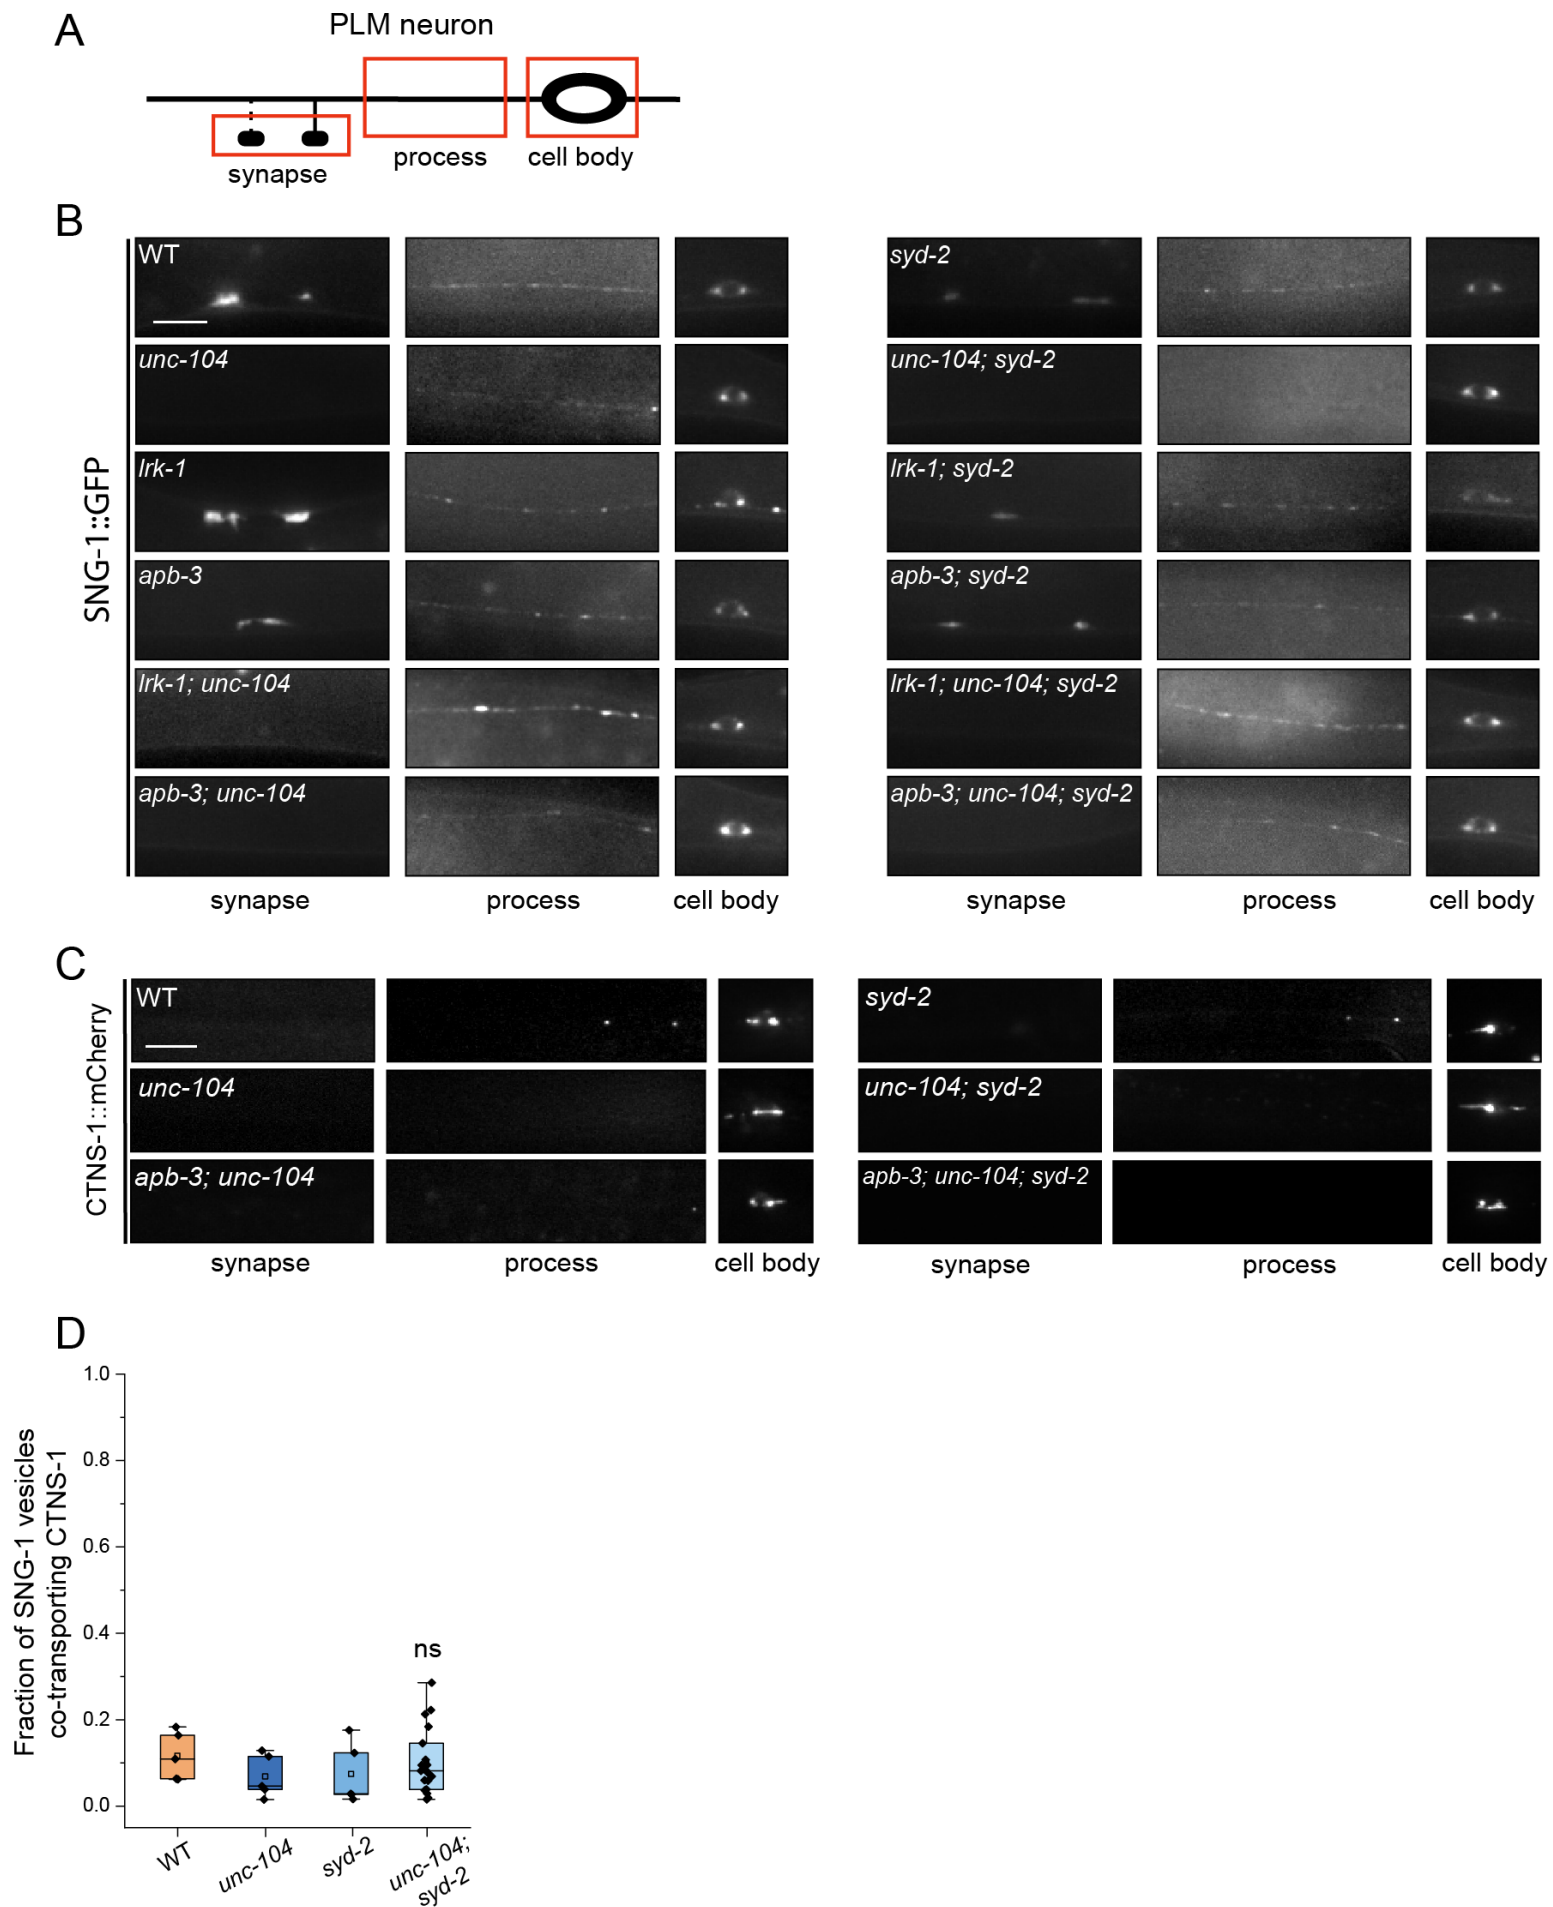 A
PLM neuron
synapse
process
cell body
B
SNG-1::GFP
WT
syd-2
unc-104
unc-104; syd-2
lrk-1
lrk-1; syd-2
apb-3
apb-3; syd-2
lrk-1; unc-104
lrk-1; unc-104; syd-2
apb-3; unc-104
apb-3; unc-104; syd-2
synapse
process
cell body
synapse
process
cell body
C
CTNS-1::mCherry
WT
syd-2
unc-104
unc-104; syd-2
apb-3; unc-104
apb-3; unc-104; syd-2
synapse
process
cell body
synapse
process
cell body
D
Fraction of SNG-1 vesicles
co-transporting CTNS-1
1.0
0.8
0.6
0.4
0.2
0.0
ns
WT
unc-104
syd-2
unc-104;
syd-2